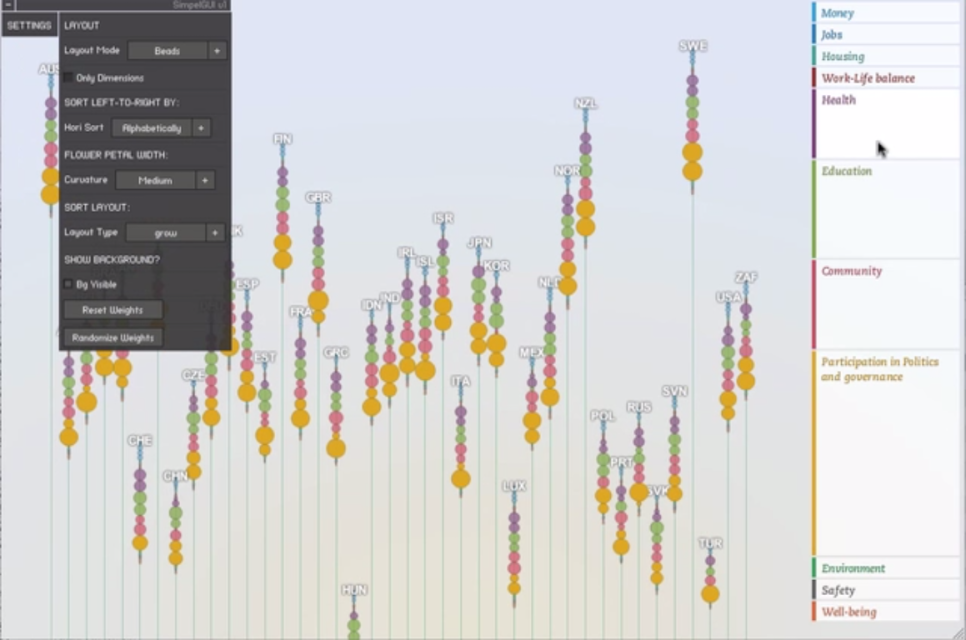 SimpelGUI v1
SETTINGS
LAYOUT
Layout Mode Beads +
Only Dimensions
SORT LEFT-TO-RIGHT BY:
Hori Sort Alphabetically +
FLOWER PETAL WIDTH:
Curvature Medium +
SORT LAYOUT:
Layout Type grow +
SHOW BACKGROUND?
Bg Visible
Reset Weights
Randomize Weights
SWE
NZL
FIN
NOR
GBR
ISR
JPN
IRL
ISL
KOR
ZAF
ESP
NLD
IND
USA
IDN
FRA
GRC
MEX
EST
CZE
ITA
SVN
RUS
POL
CHE
PRT
CHN
LUX
SVK
TUR
HUN
Money
Jobs
Housing
Work-Life balance
Health
Education
Community
Participation in Politics
and governance
Environment
Safety
Well-being